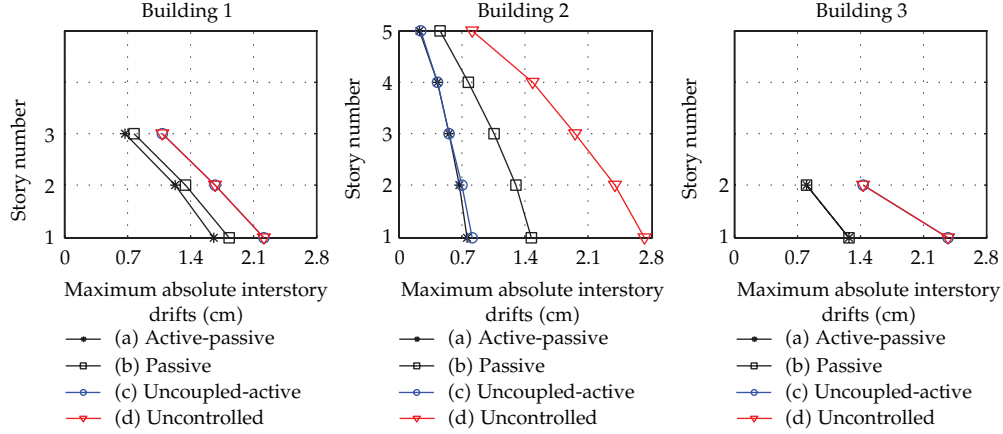 Building 1
Story number
5
3
2
1
0
0.7
1.4
2.1
2.8
Maximum absolute interstory
drifts (cm)
(a) Active-passive
(b) Passive
(c) Uncoupled-active
(d) Uncontrolled
Building 2
Story number
5
4
3
2
1
0
0.7
1.4
2.1
2.8
Maximum absolute interstory
drifts (cm)
(a) Active-passive
(b) Passive
(c) Uncoupled-active
(d) Uncontrolled
Building 3
Story number
2
1
0
0.7
1.4
2.1
2.8
Maximum absolute interstory
drifts (cm)
(a) Active-passive
(b) Passive
(c) Uncoupled-active
(d) Uncontrolled